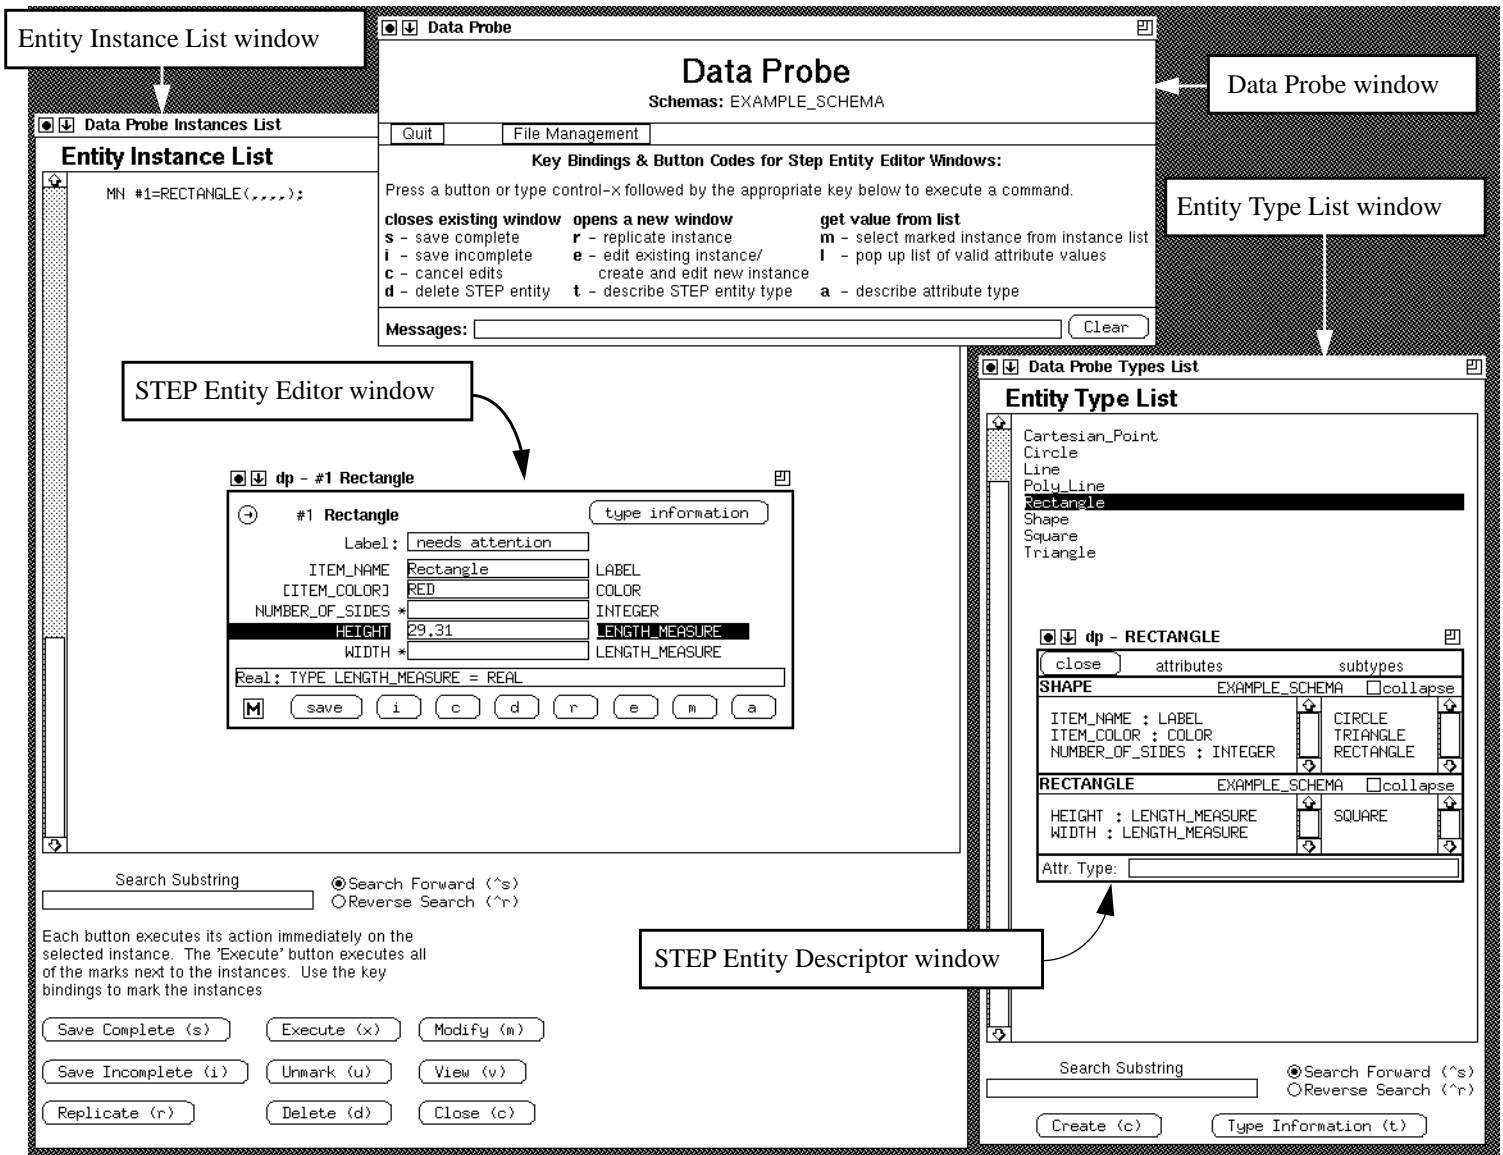 Entity Instance List window
Data Probe
Data Probe
Schemas: EXAMPLE_SCHEMA
Data Probe window
Quit
File Management
Key Bindings & Button Codes for Step Entity Editor Windows:
Press a button or type control-x followed by the appropriate key below to execute a command.
closes existing window opens a new window get value from list
s - save complete r - replicate instance m - select marked instance from instance list
i - save incomplete e - edit existing instance/ l - pop up list of valid attribute values
c - cancel edits create and edit new instance
d - delete STEP entity t - describe STEP entity type a - describe attribute type
Messages:
Clear
Data Probe Instances List
Entity Instance List
MN #1=RECTANGLE(,,,,);
Entity Type List window
STEP Entity Editor window
dp - #1 Rectangle
#1 Rectangle
type information
Label: needs attention
ITEM_NAME Rectangle LABEL
[ITEM_COLOR] RED COLOR
NUMBER_OF_SIDES * INTEGER
HEIGHT 29.31 LENGTH_MEASURE
WIDTH * LENGTH_MEASURE
Real: TYPE LENGTH_MEASURE = REAL
M save i c d r e m a
Data Probe Types List
Entity Type List
Cartesian_Point
Circle
Line
Poly_Line
Rectangle
Shape
Square
Triangle
dp - RECTANGLE
close attributes subtypes
SHAPE EXAMPLE_SCHEMA collapse
ITEM_NAME : LABEL CIRCLE
ITEM_COLOR : COLOR TRIANGLE
NUMBER_OF_SIDES : INTEGER RECTANGLE
RECTANGLE EXAMPLE_SCHEMA collapse
HEIGHT : LENGTH_MEASURE SQUARE
WIDTH : LENGTH_MEASURE
Attr. Type:
STEP Entity Descriptor window
Search Substring
Search Forward (^s)
Reverse Search (^r)
Each button executes its action immediately on the
selected instance. The 'Execute' button executes all
of the marks next to the instances. Use the key
bindings to mark the instances
Save Complete (s) Execute (x) Modify (m)
Save Incomplete (i) Unmark (u) View (v)
Replicate (r) Delete (d) Close (c)
Search Substring
Search Forward (^s)
Reverse Search (^r)
Create (c) Type Information (t)